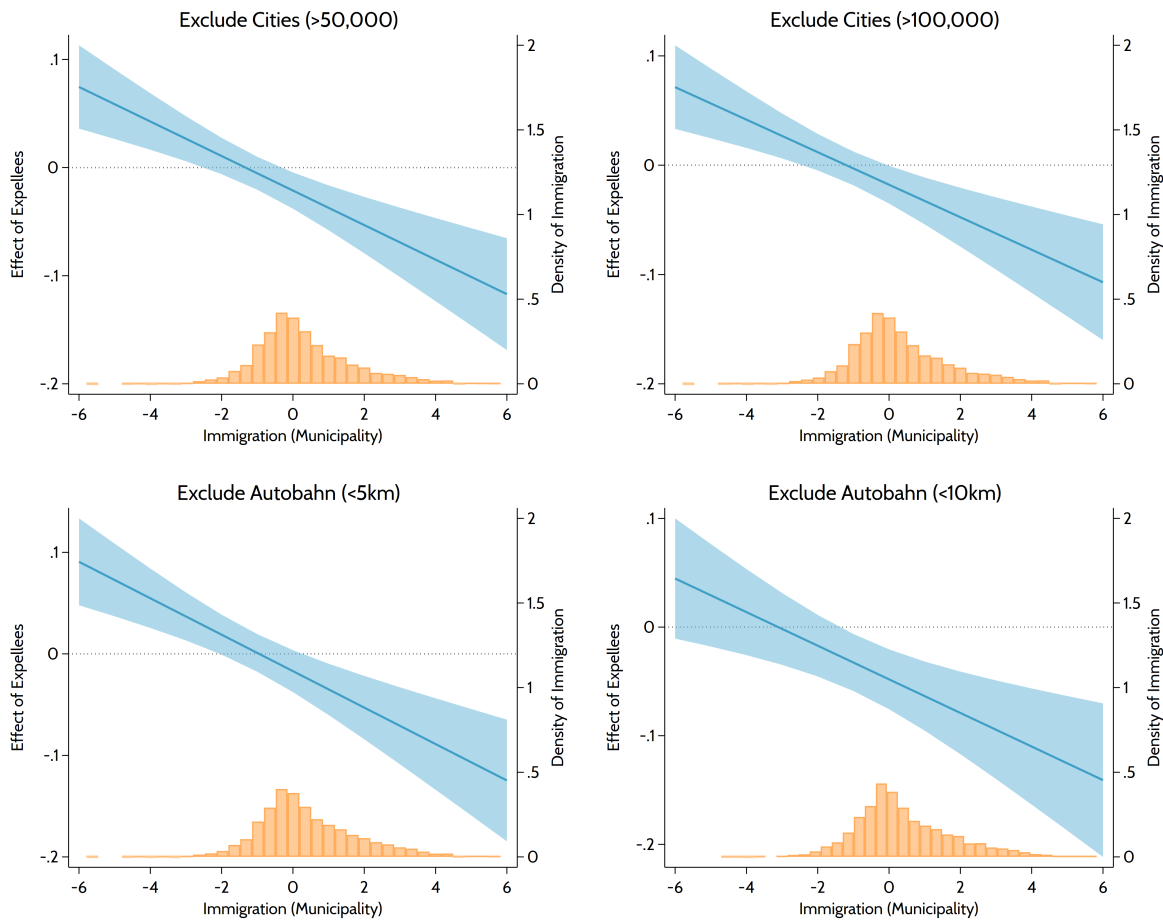 Exclude Cities (>50,000)
.1
0
-.1
-.2
Effect of Expellees
2
1.5
1
.5
0
Density of Immigration
-6 -4 -2 0 2 4 6
Immigration (Municipality)
Exclude Cities (>100,000)
.1
0
-.1
-.2
Effect of Expellees
2
1.5
1
.5
0
Density of Immigration
-6 -4 -2 0 2 4 6
Immigration (Municipality)
Exclude Autobahn (<5km)
.1
0
-.1
-.2
Effect of Expellees
2
1.5
1
.5
0
Density of Immigration
-6 -4 -2 0 2 4 6
Immigration (Municipality)
Exclude Autobahn (<10km)
.1
0
-.1
-.2
Effect of Expellees
2
1.5
1
.5
0
Density of Immigration
-6 -4 -2 0 2 4 6
Immigration (Municipality)